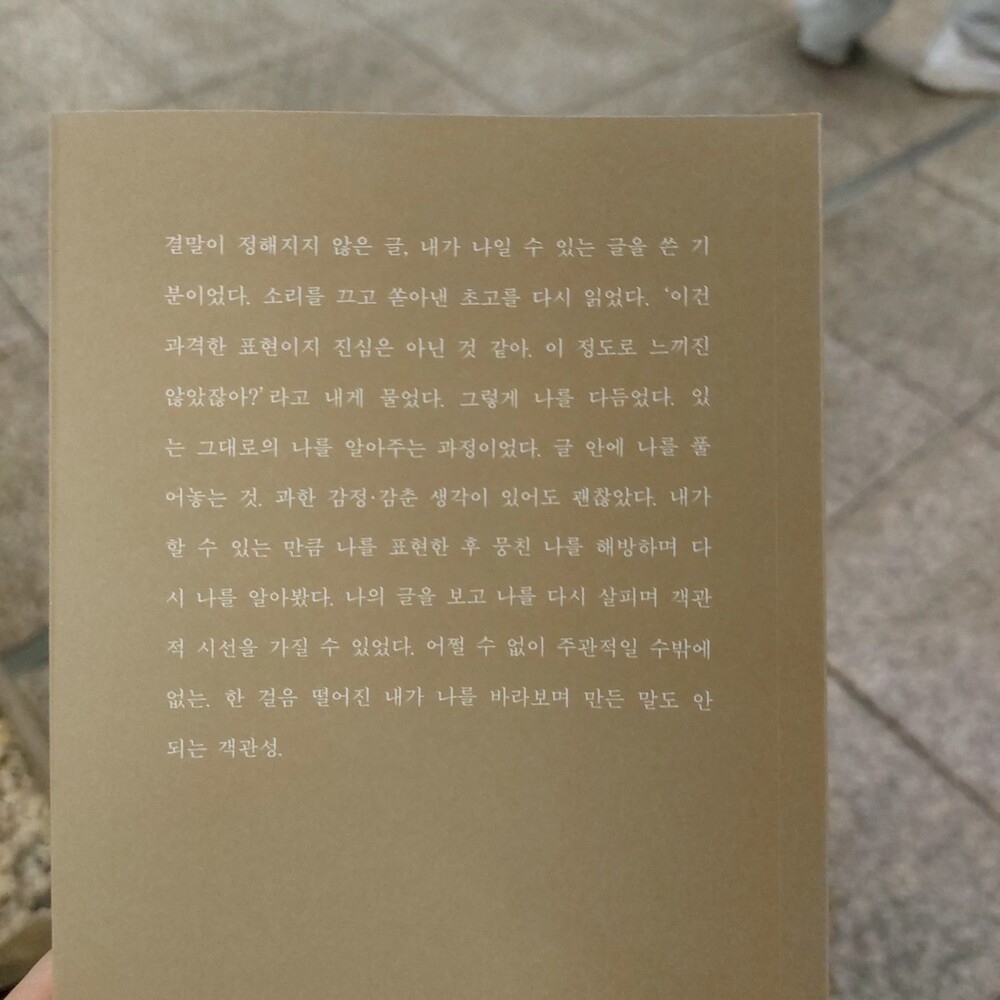 결말이 정해지지 않은 글, 내가 나일 수 있는 글을 쓴 기
분이었다. 소리를 끄고 쏟아낸 초고를 다시 읽었다. ‘이건
과격한 표현이지 진심은 아닌 것 같아. 이 정도로 느끼진
않았잖아?’라고 내게 물었다. 그렇게 나를 다듬었다. 있
는 그대로의 나를 알아주는 과정이었다. 글 안에 나를 풀
어놓는 것. 과한 감정·감춘 생각이 있어도 괜찮았다. 내가
할 수 있는 만큼 나를 표현한 후 뭉친 나를 해방하며 다
시 나를 알아봤다. 나의 글을 보고 나를 다시 살피며 객관
적 시선을 가질 수 있었다. 어쩔 수 없이 주관적일 수밖에
없는. 한 걸음 떨어진 내가 나를 바라보며 만든 말도 안
되는 객관성.